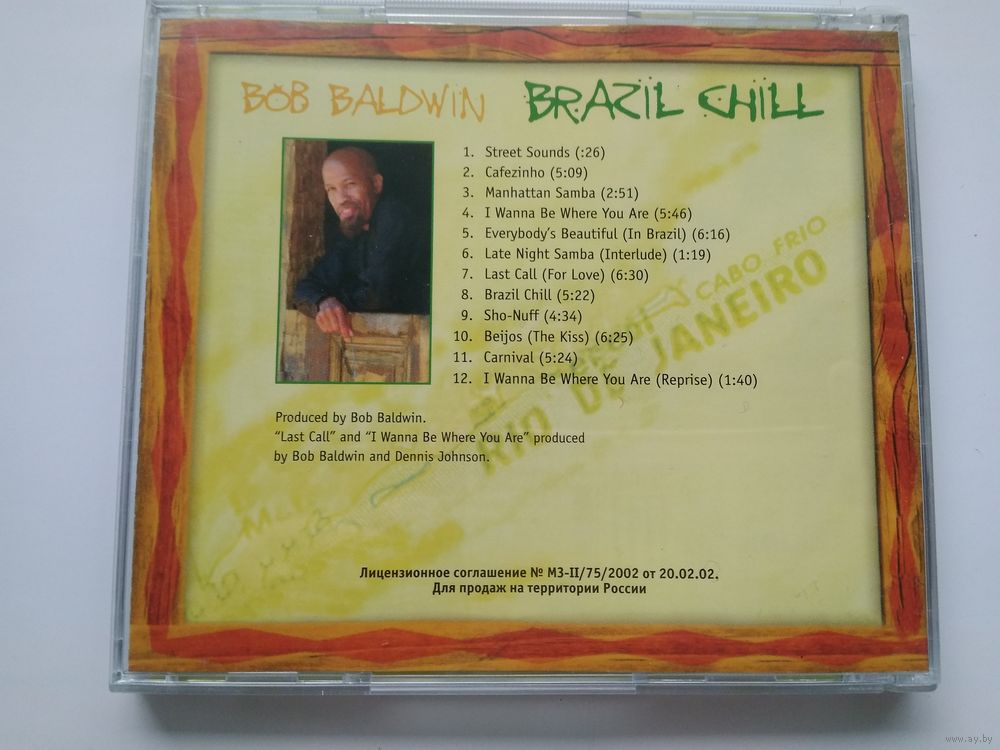 BOB BALDWIN BRAZIL CHILL
1. Street Sounds (:26)
2. Cafezinho (5:09)
3. Manhattan Samba (2:51)
4. I Wanna Be Where You Are (5:46)
5. Everybody's Beautiful (In Brazil) (6:16)
6. Late Night Samba (Interlude) (1:19)
7. Last Call (For Love) (6:30)
8. Brazil Chill (5:22)
9. Sho-Nuff (4:34)
10. Beijos (The Kiss) (6:25)
11. Carnival (5:24)
12. I Wanna Be Where You Are (Reprise) (1:40)
CABO FRIO
RIO DE JANEIRO
Produced by Bob Baldwin.
"Last Call" and "I Wanna Be Where You Are" produced
by Bob Baldwin and Dennis Johnson.
Лицензионное соглашение № МЗ-II/75/2002 от 20.02.02.
Для продаж на территории России
www.ay.by